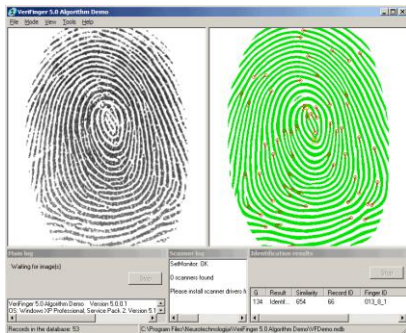 VeriFinger 5.0 Algorithm Demo
File Mode View Tools Help
Main log
Waiting for image(s)
Stop
VeriFinger 5.0 Algorithm Demo Version 5.0.0.1
OS: Windows XP Professional, Service Pack 2. Version 5.1
Scanner log
SelfMonitor: OK
0 scanners found
Please install scanner drivers
Identification results
Stop
G Result Similarity Record ID Finger ID
134 Identi... 654 66 013_0_1
Records in the database: 53
C:\Program Files\Neurotechnologija\VeriFinger 5.0 Algorithm Demo\VFDemo.mdb